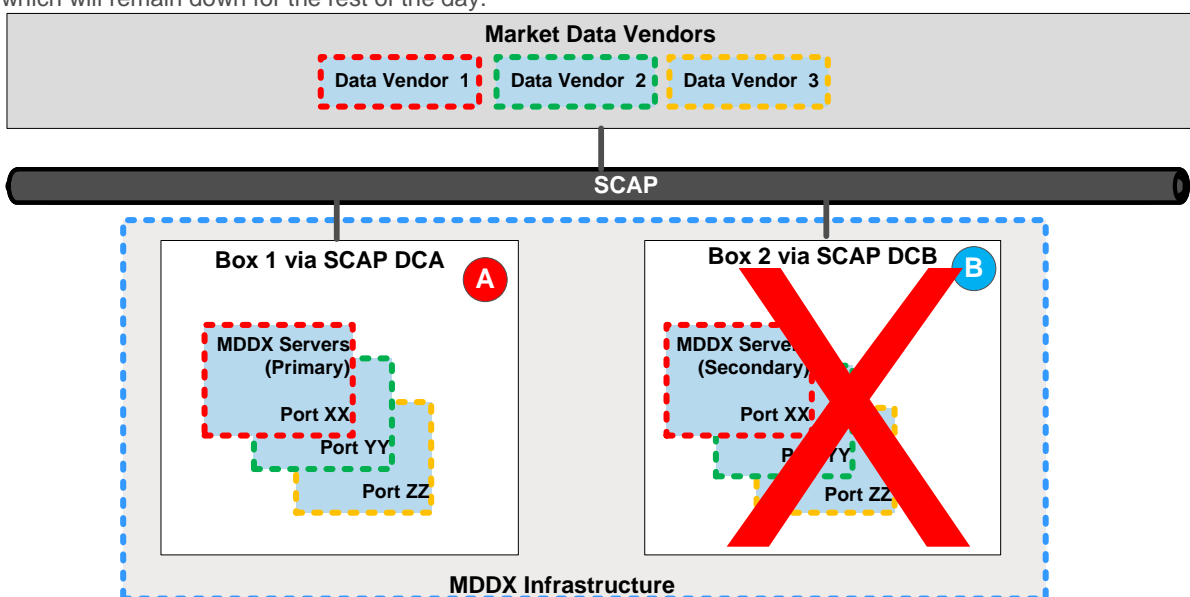 which will remain down for the rest of the day.
Market Data Vendors
Data Vendor 1
Data Vendor 2
Data Vendor 3
SCAP
Box 1 via SCAP DCA
A
MDDX Servers
(Primary)
Port XX
Port YY
Port ZZ
Box 2 via SCAP DCB
B
MDDX
(Secondary)
Port XX
YY
Port ZZ
MDDX Infrastructure